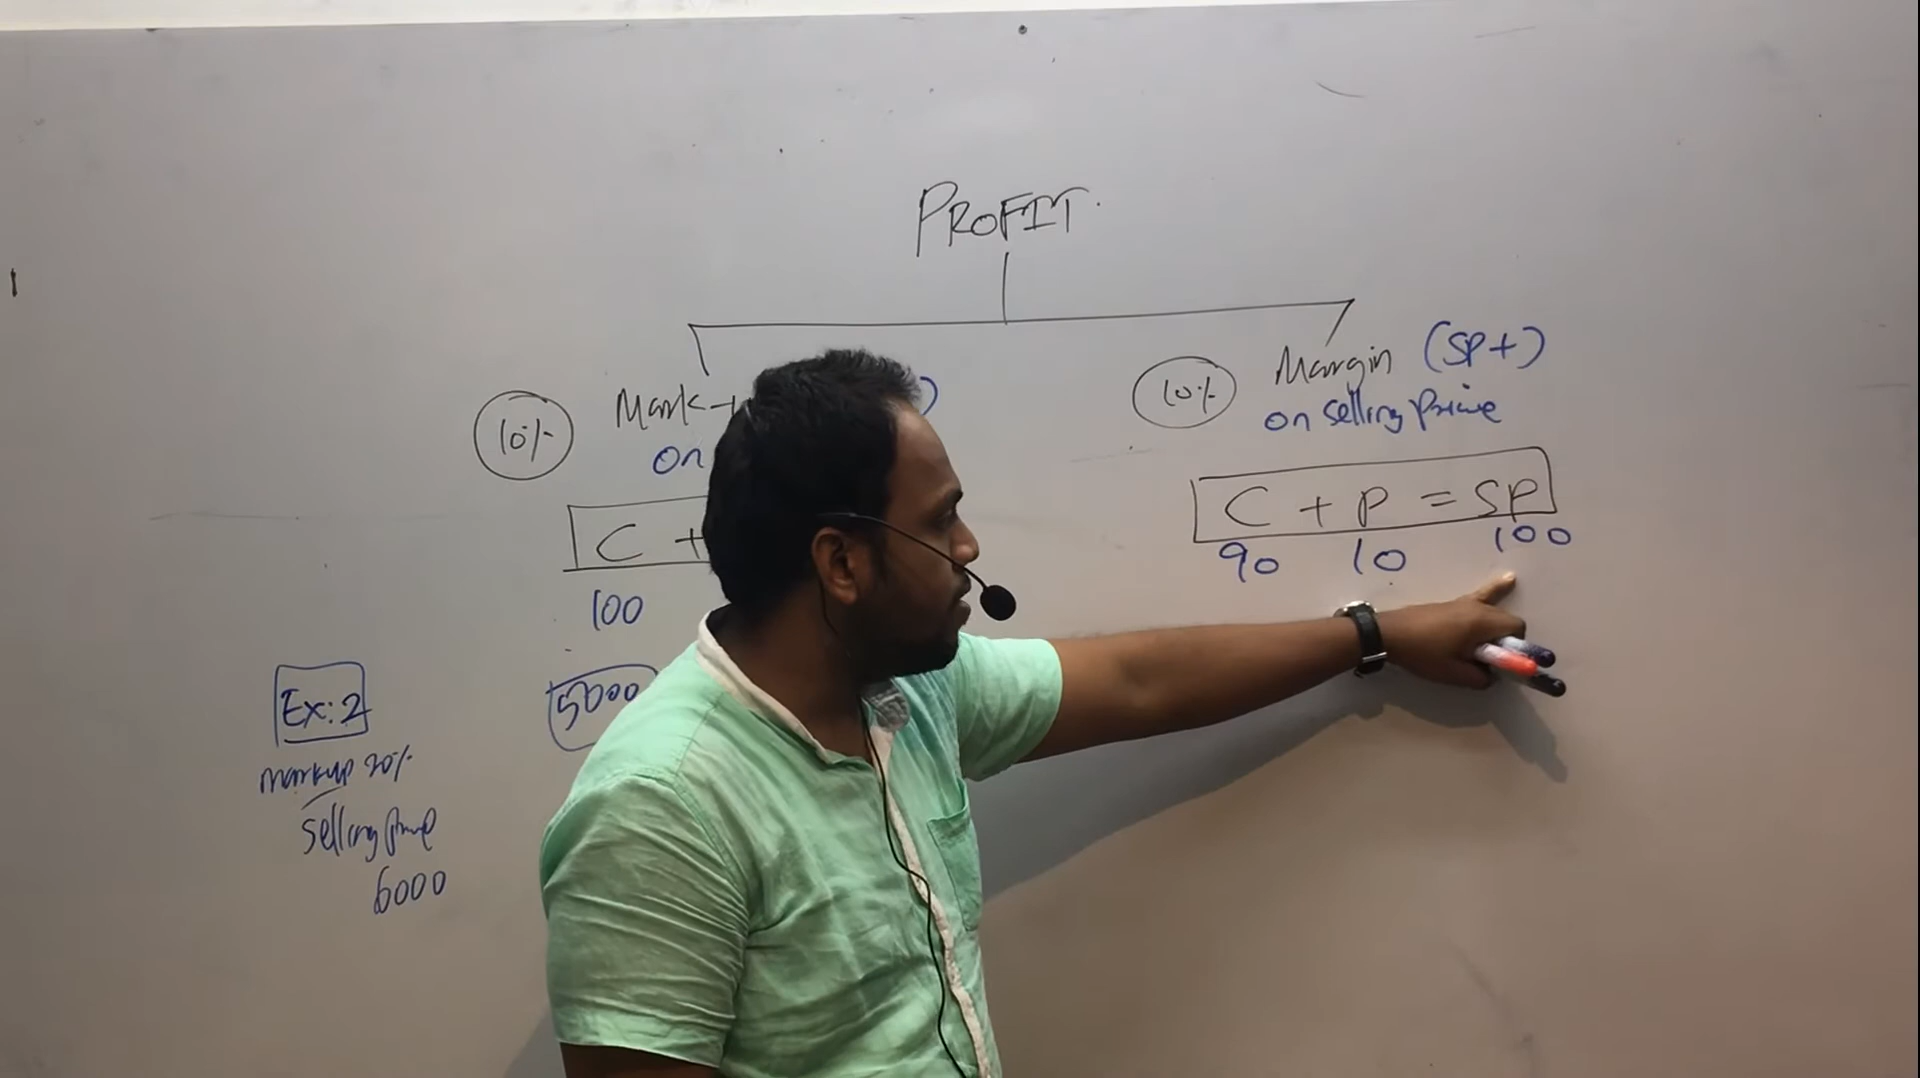 PROFIT
10%
Mark-
on
C +
100
5000
10%
Margin (SP+)
on selling price
C + P = SP
90 10 100
Ex: 2
markup 20%
selling price
6000